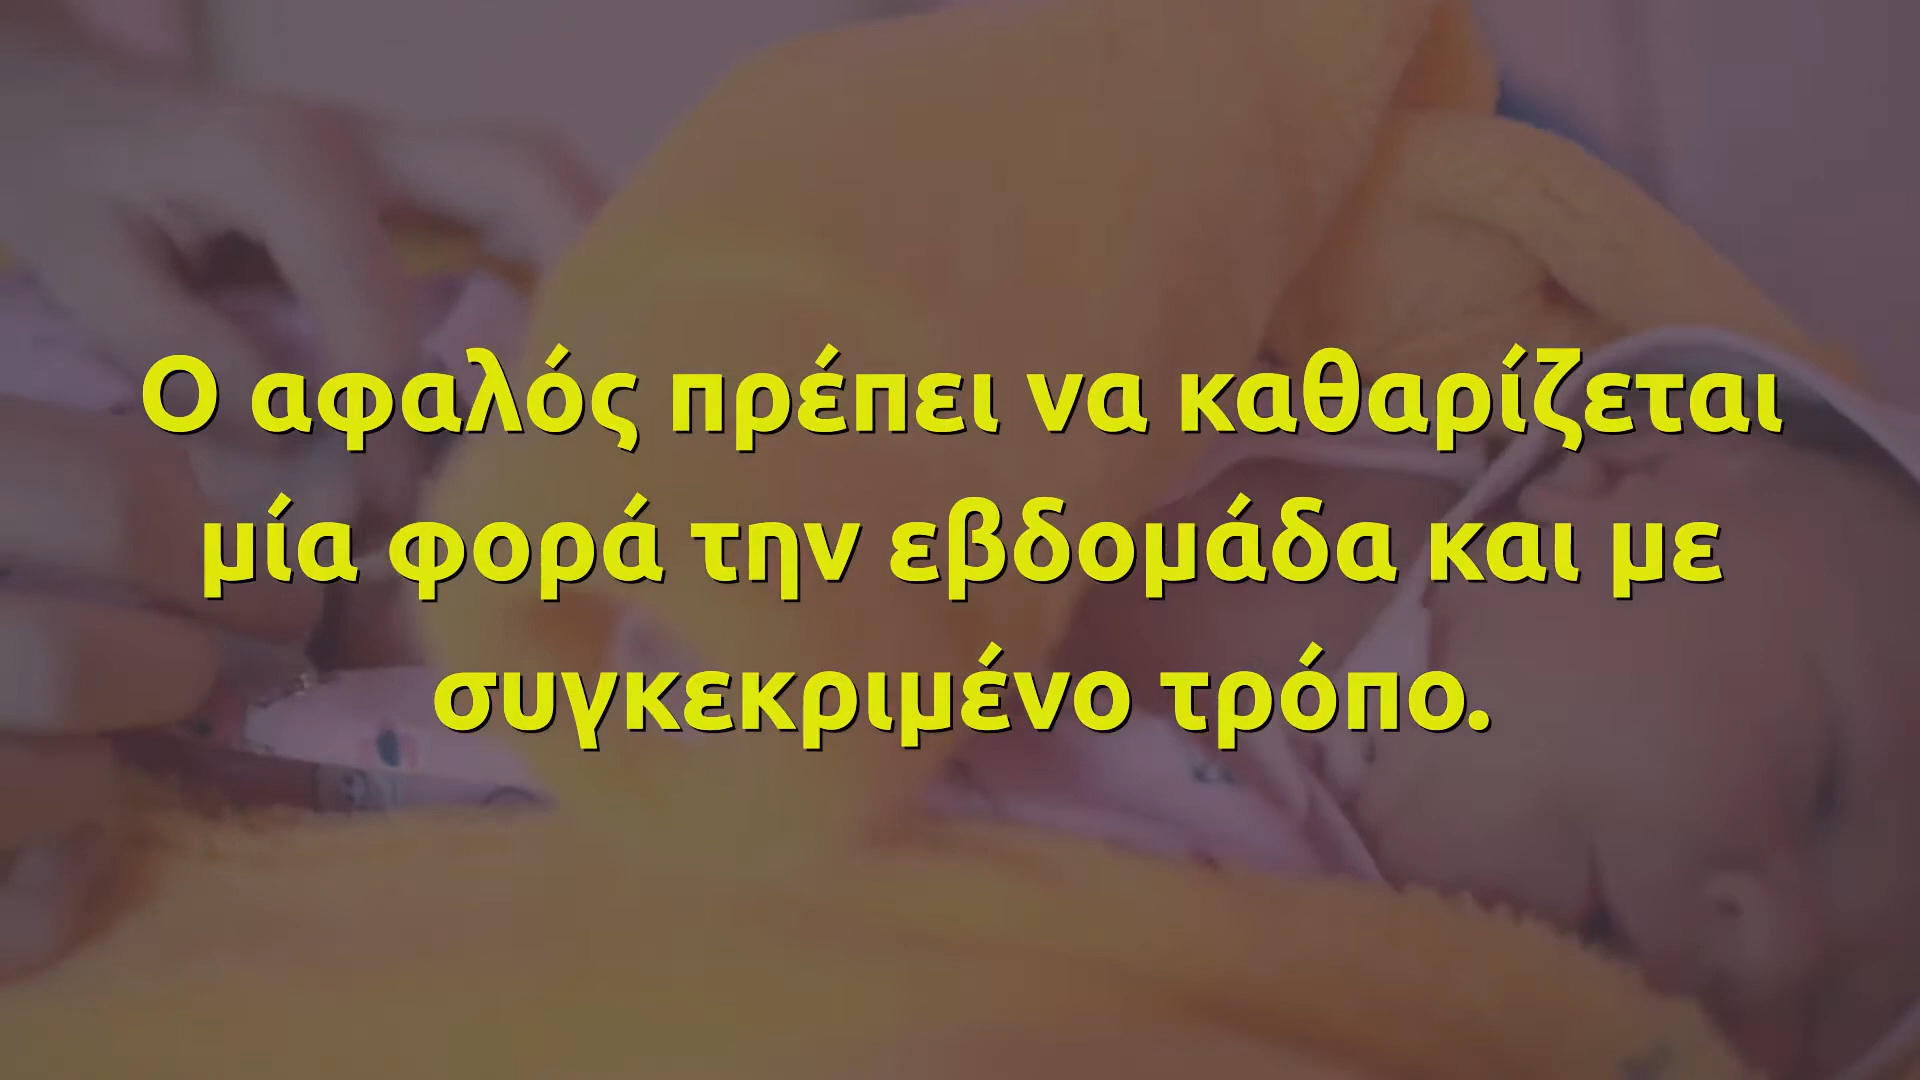 Ο αφαλός πρέπει να καθαρίζεται
μία φορά την εβδομάδα και με
συγκεκριμένο τρόπο.